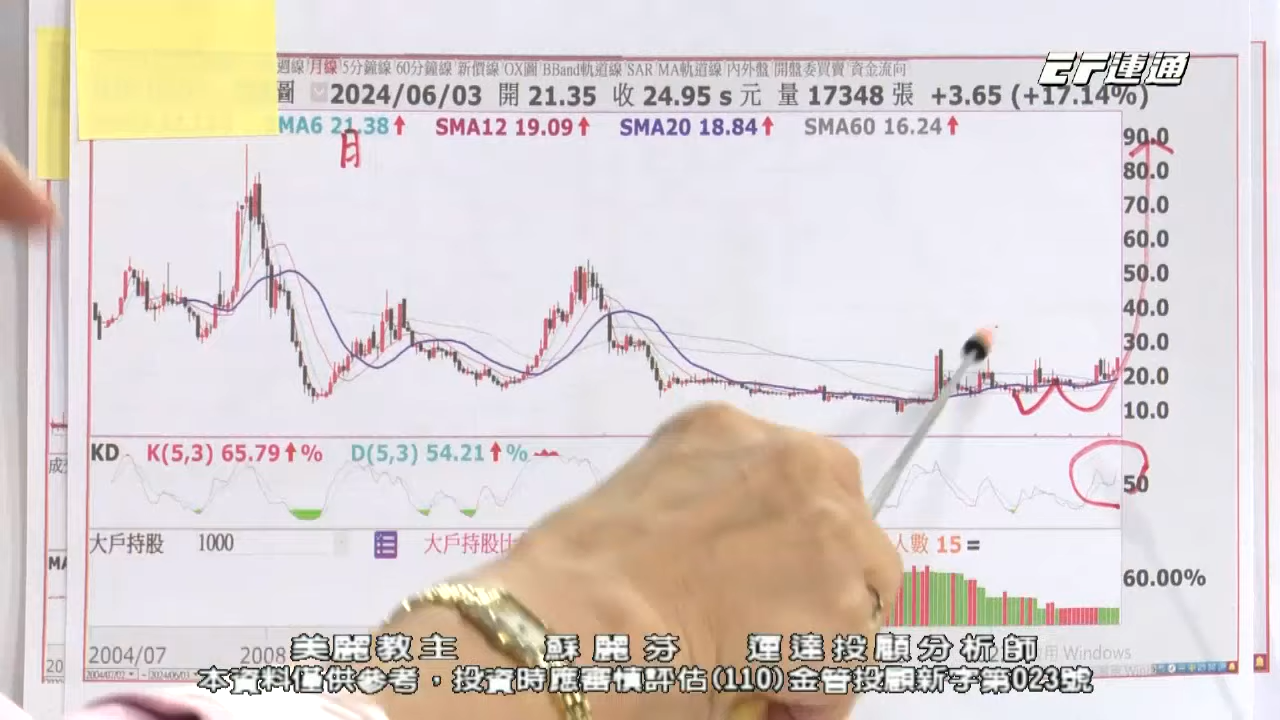 運通
週線 月線 5分鐘線 60分鐘線 新價線 OX圖 BBand軌道線 SAR MA軌道線 內外盤 開盤委買賣 資金流向
圖 2024/06/03 開 21.35 收 24.95 s 元 量 17348 張 +3.65 (+17.14%)
MA6 21.38↑ SMA12 19.09↑ SMA20 18.84↑ SMA60 16.24↑
月
90.0
80.0
70.0
60.0
50.0
40.0
30.0
20.0
10.0
KD K(5,3) 65.79↑% D(5,3) 54.21↑%
50
大戶持股 1000 大戶持股比 人數 15=
60.00%
MA
2004/07 2008
Windows
美麗教主 蘇麗芬 運達投顧分析師
本資料僅供參考，投資時應審慎評估(110)金管投顧新字第023號